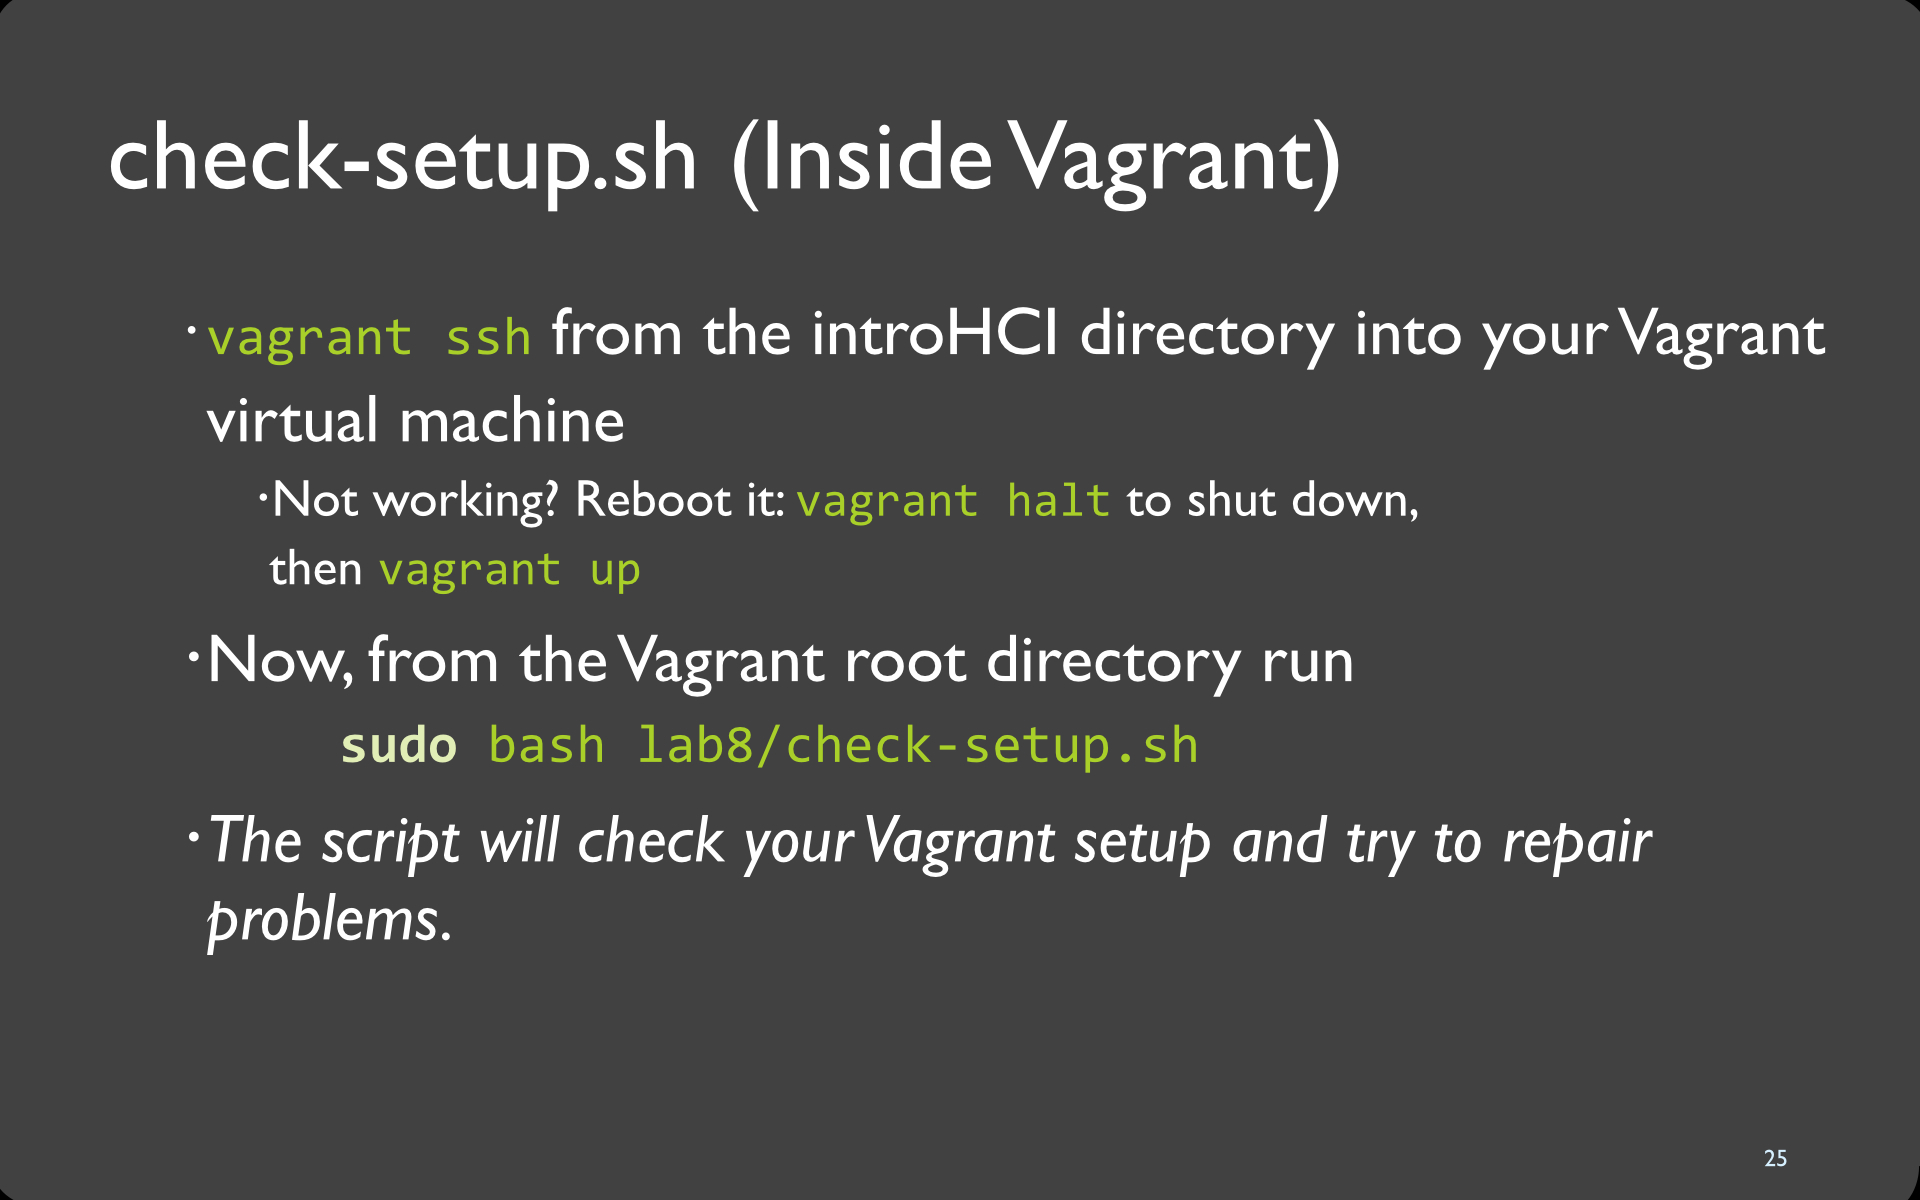 check-setup.sh (Inside Vagrant)
• vagrant ssh from the introHCI directory into your Vagrant
virtual machine
• Not working? Reboot it: vagrant halt to shut down,
then vagrant up
• Now, from the Vagrant root directory run
sudo bash lab8/check-setup.sh
• The script will check your Vagrant setup and try to repair
problems.
25